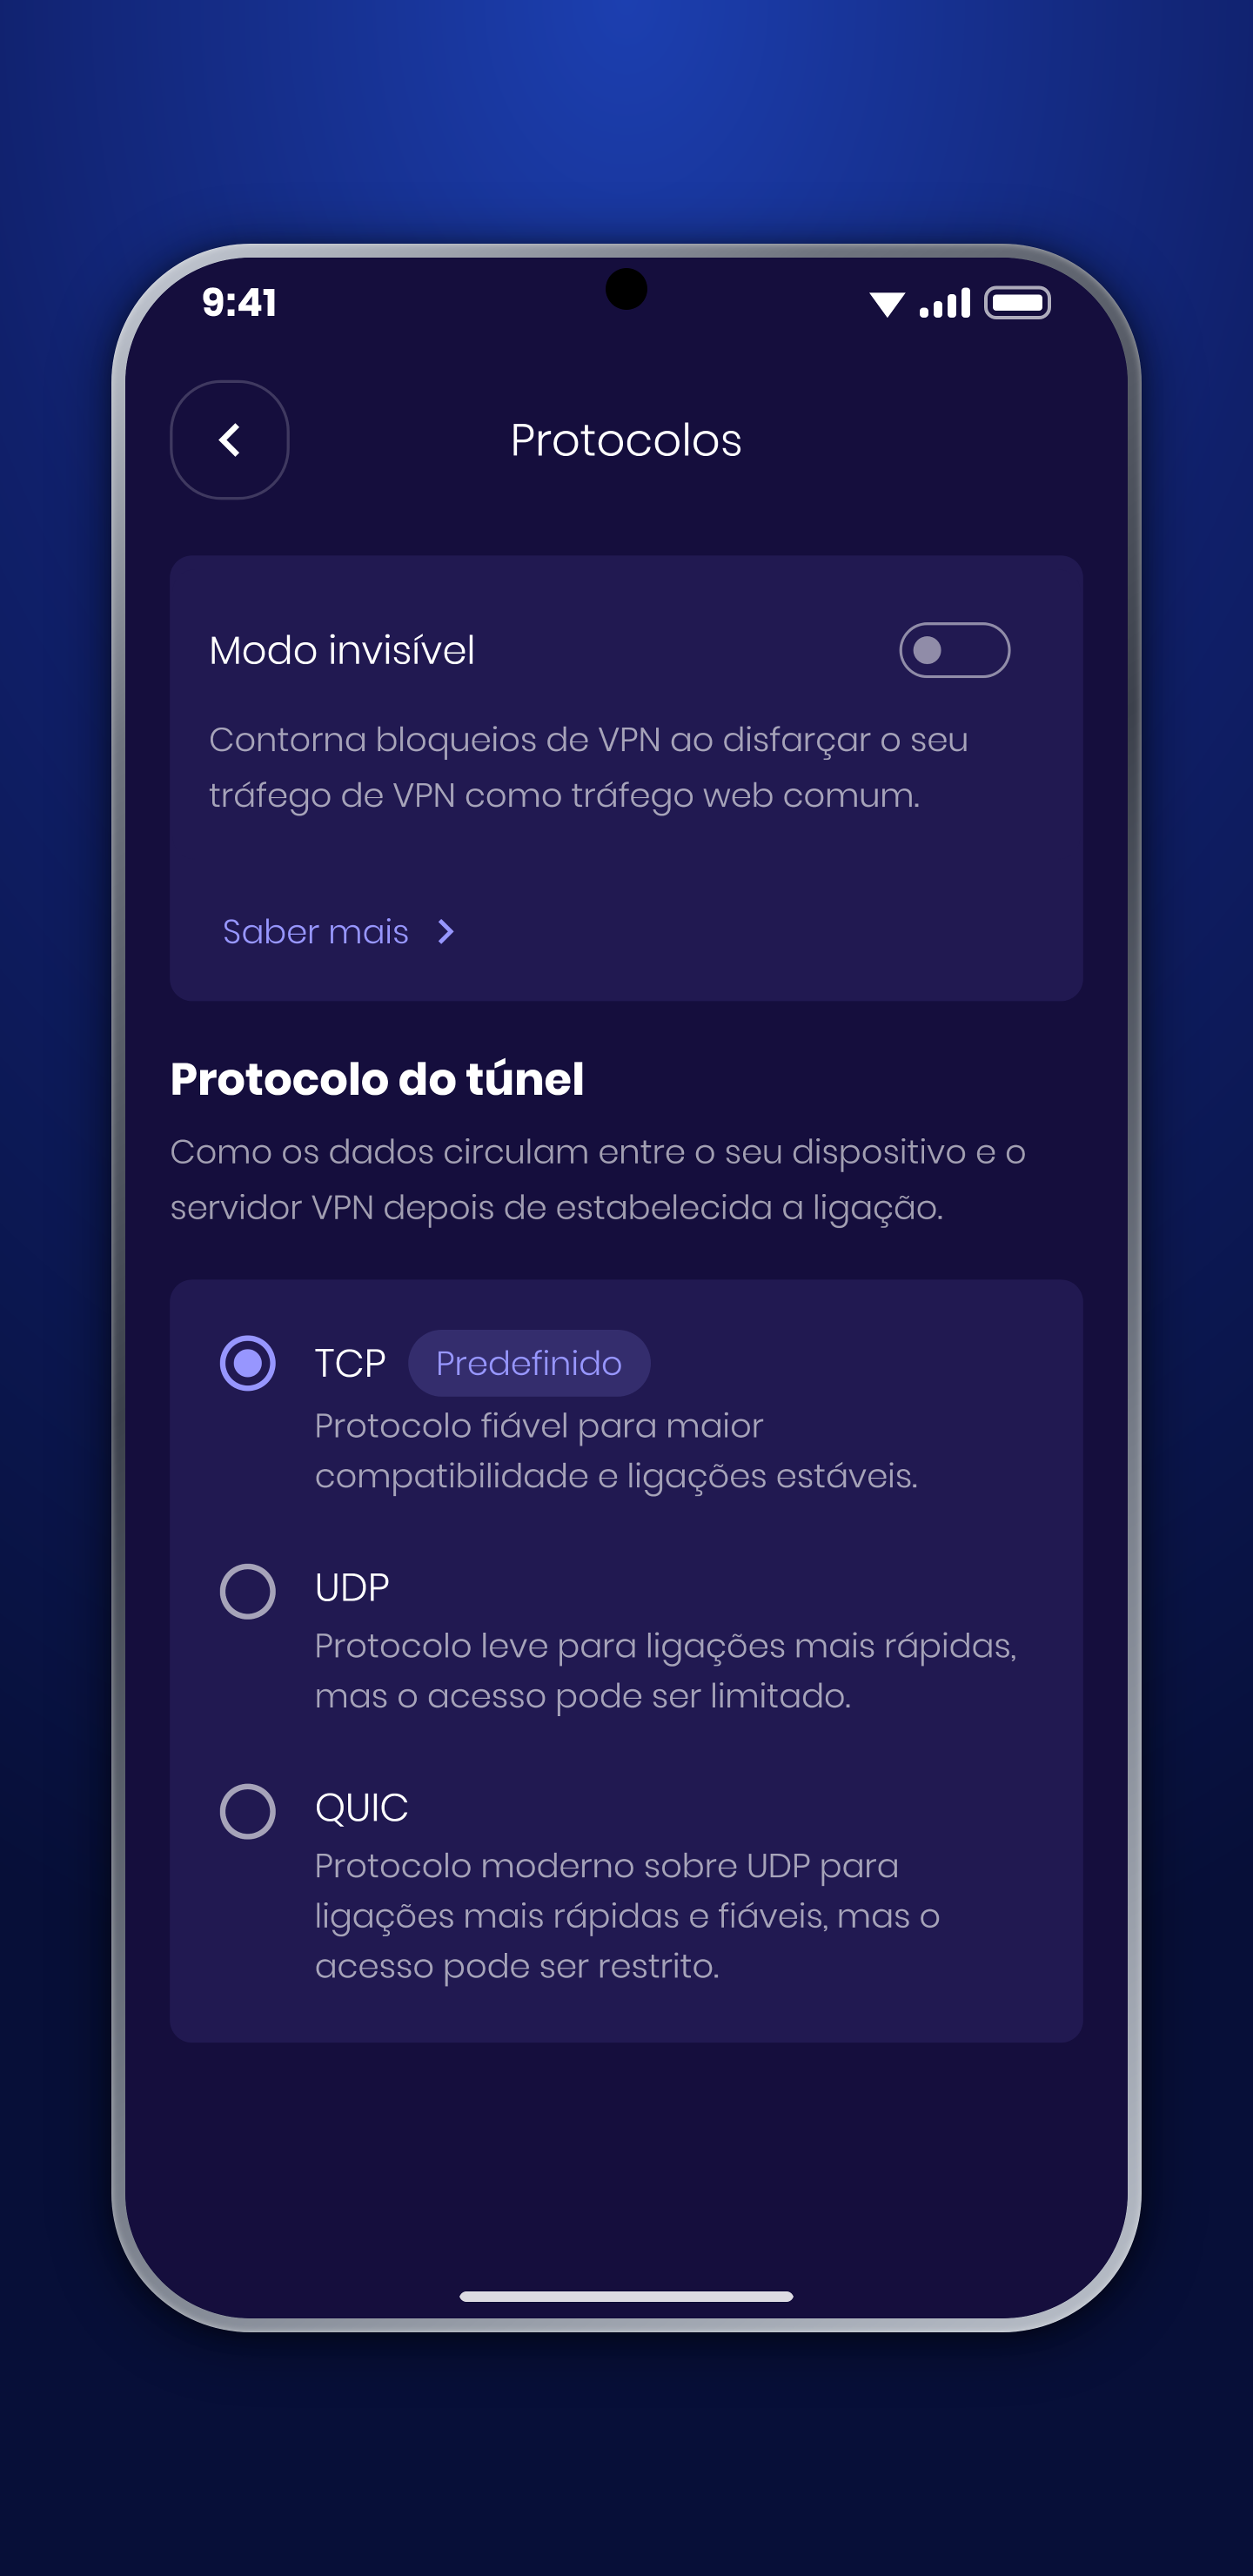 9:41
Protocolos
Modo invisível
Contorna bloqueios de VPN ao disfarçar o seu
tráfego de VPN como tráfego web comum.
Saber mais
Protocolo do túnel
Como os dados circulam entre o seu dispositivo e o
servidor VPN depois de estabelecida a ligação.
TCP Predefinido
Protocolo fiável para maior
compatibilidade e ligações estáveis.
UDP
Protocolo leve para ligações mais rápidas,
mas o acesso pode ser limitado.
QUIC
Protocolo moderno sobre UDP para
ligações mais rápidas e fiáveis, mas o
acesso pode ser restrito.